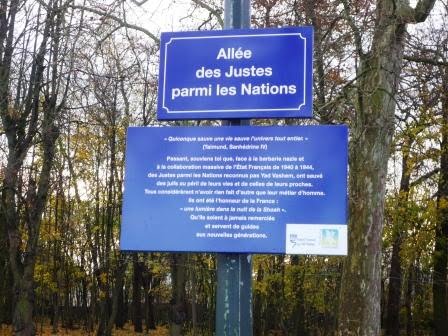 Allée
des Justes
parmi les Nations
« Quiconque sauve une vie sauve l'univers tout entier. »
(Talmud, Sanhédrine IV)
Passant, souviens toi que, face à la barbarie nazie et
à la collaboration massive de l'État Français de 1940 à 1944,
des Justes parmi les Nations reconnus pas Yad Vashem, ont sauvé
des juifs au péril de leurs vies et de celles de leurs proches.
Tous considérèrent n'avoir rien fait d'autre que leur métier d'homme.
Ils ont été l'honneur de la France :
« une lumière dans la nuit de la Shoah ».
Qu'ils soient à jamais remerciés
et servent de guides
aux nouvelles générations.